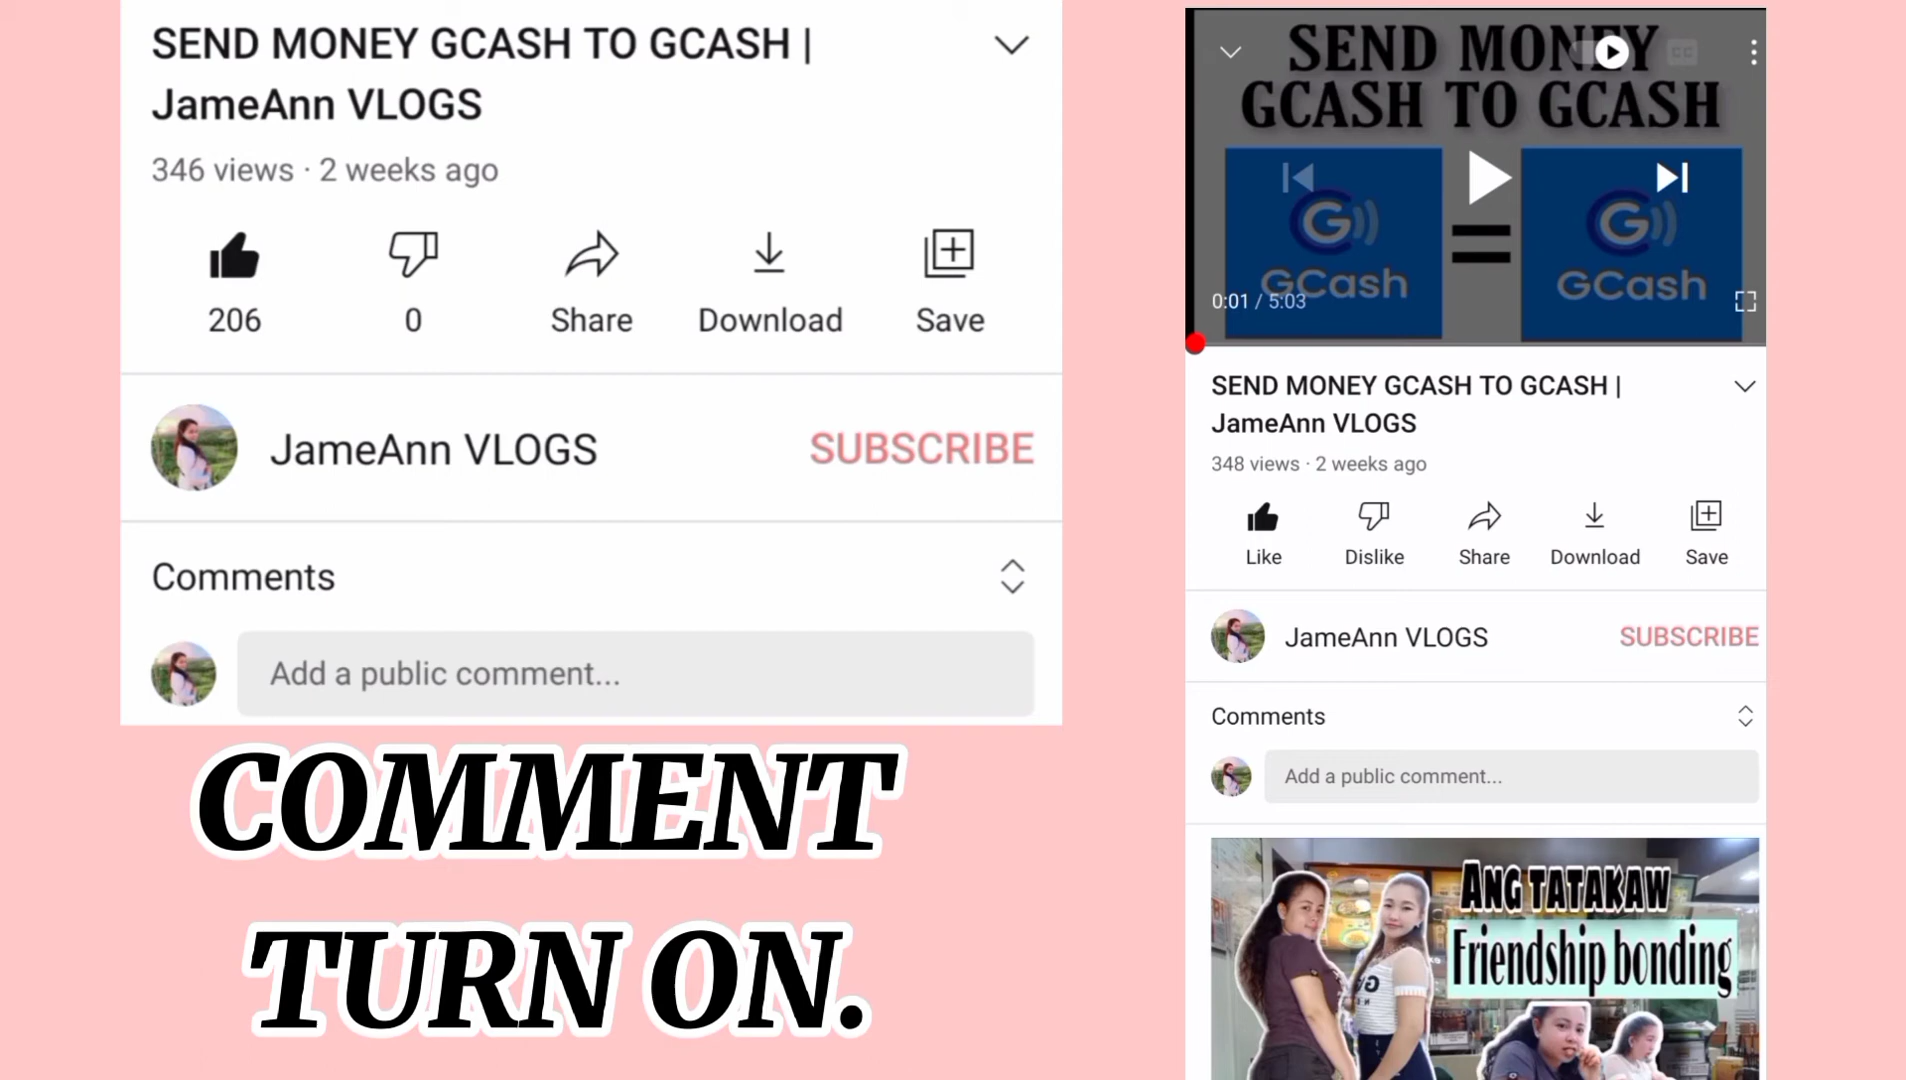 SEND MONEY GCASH TO GCASH |
JameAnn VLOGS
346 views · 2 weeks ago
206
0
Share
Download
Save
JameAnn VLOGS
SUBSCRIBE
Comments
Add a public comment...
COMMENT
TURN ON.
SEND MONEY
GCASH TO GCASH
CC
G
GCash
=
G
GCash
0:01 / 5:03
SEND MONEY GCASH TO GCASH |
JameAnn VLOGS
348 views · 2 weeks ago
Like
Dislike
Share
Download
Save
JameAnn VLOGS
SUBSCRIBE
Comments
Add a public comment...
ANG TATAKAW
Friendship bonding